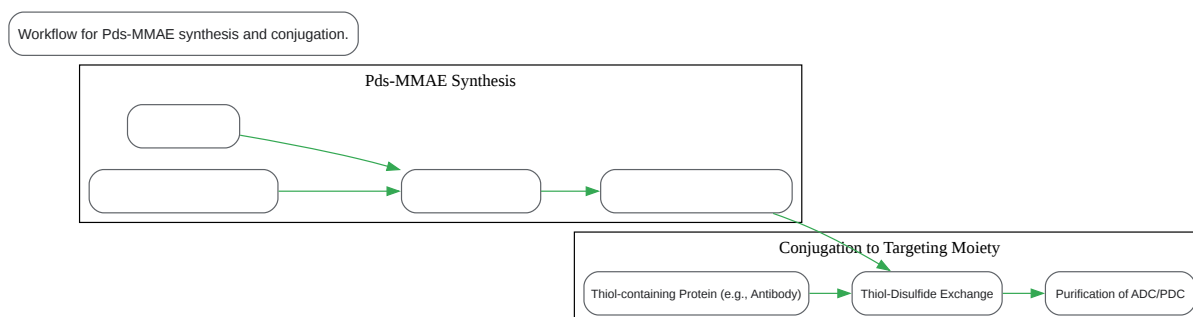 Workflow for Pds-MMAE synthesis and conjugation.
Pds-MMAE Synthesis
Conjugation to Targeting Moiety
Thiol-containing Protein (e.g., Antibody)
Thiol-Disulfide Exchange
Purification of ADC/PDC